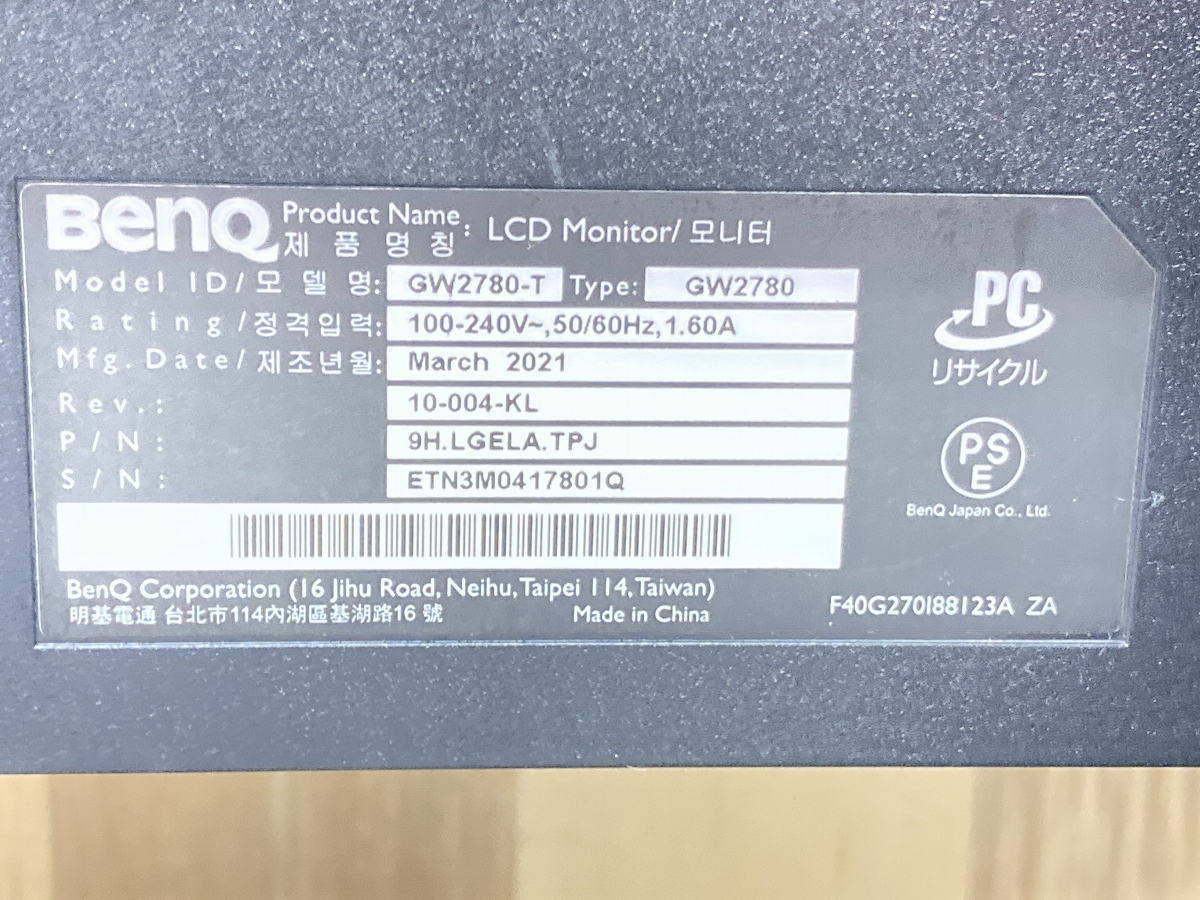 BenQ
Product Name : LCD Monitor/ 모니터
제 품 명 칭
Model ID/모 델 명: GW2780-T Type: GW2780
Rating/정격입력: 100-240V~,50/60Hz,1.60A
Mfg. Date/제조년월: March 2021
Rev.: 10-004-KL
P/N: 9H.LGELA.TPJ
S/N: ETN3M0417801Q
PC
リサイクル
PS
E
BenQ Japan Co., Ltd.
BenQ Corporation (16 Jihu Road, Neihu, Taipei 114, Taiwan)
明基電通 台北市114內湖區基湖路16 號 Made in China
F40G270I88123A ZA